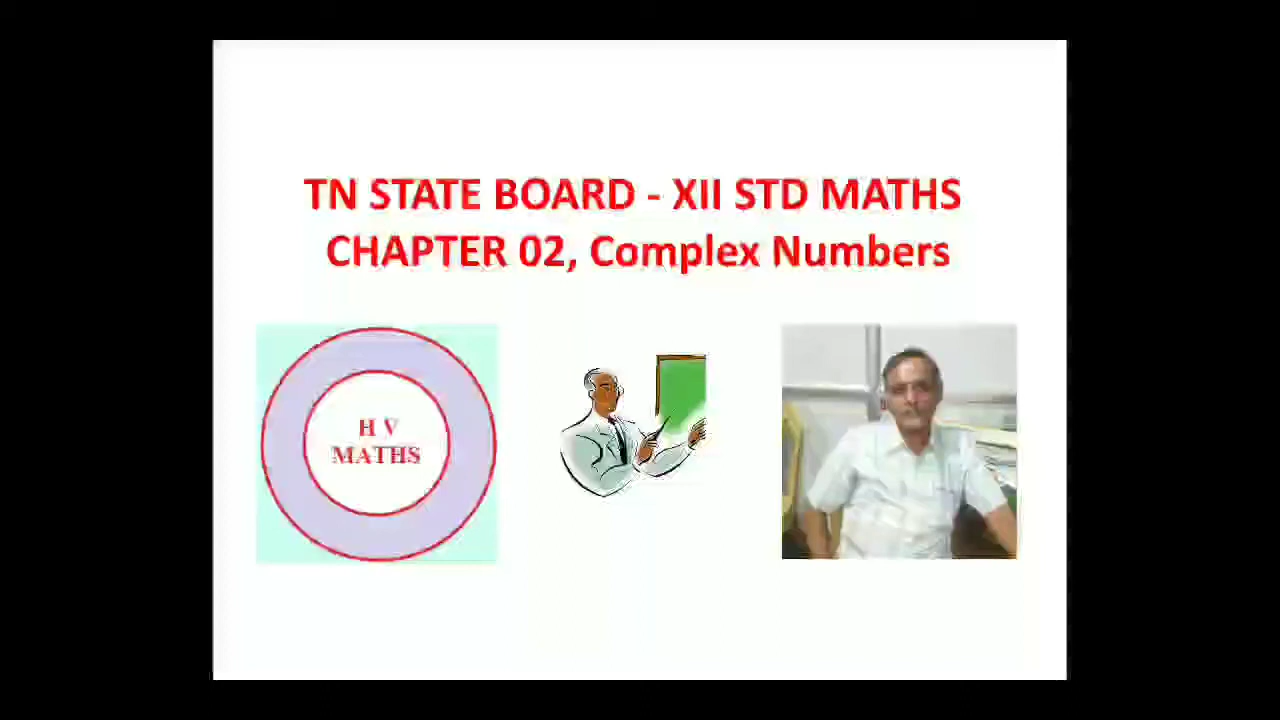 TN STATE BOARD - XII STD MATHS
CHAPTER 02, Complex Numbers
H V
MATHS